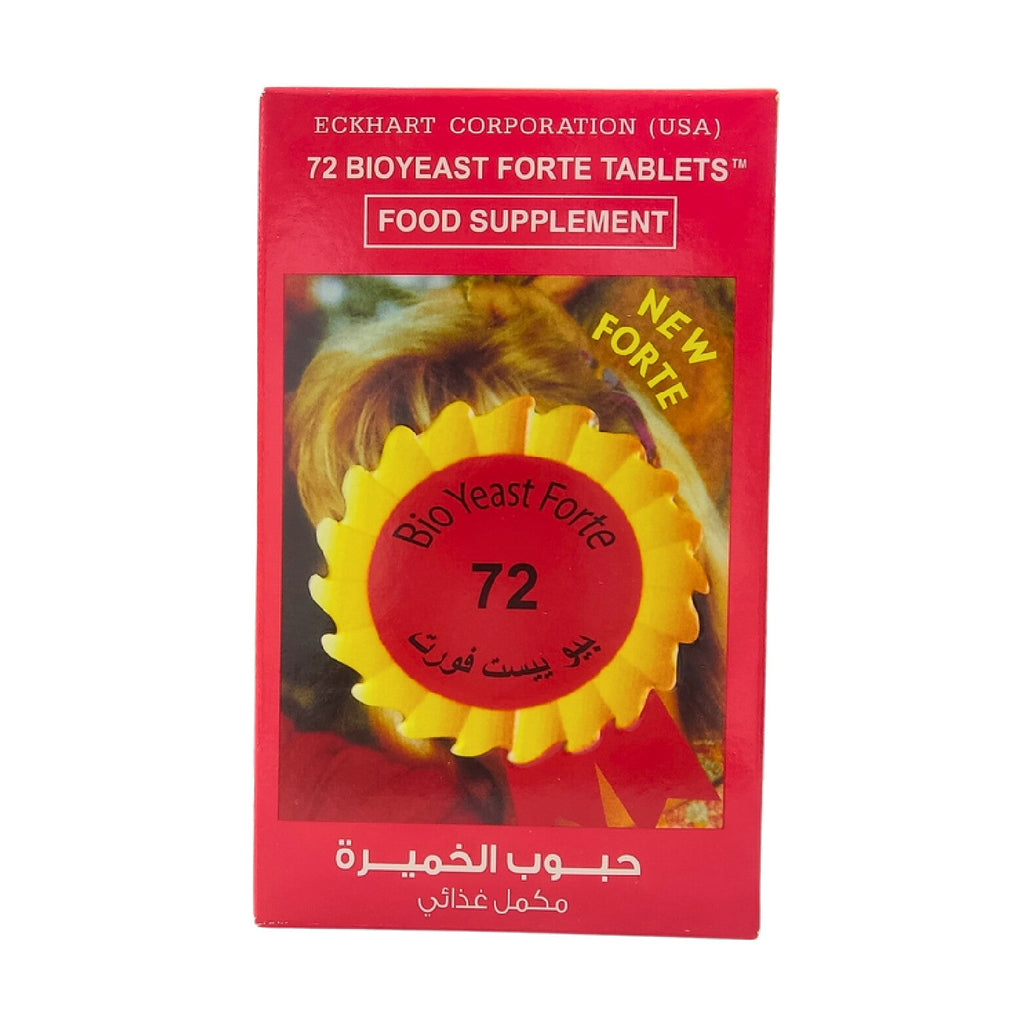 ECKHART CORPORATION (USA)
72 BIOYEAST FORTE TABLETS™
FOOD SUPPLEMENT
NEW
FORTE
Bio Yeast Forte
72
بيو ييست فورت
حبوب الخميرة
مكمل غذائي